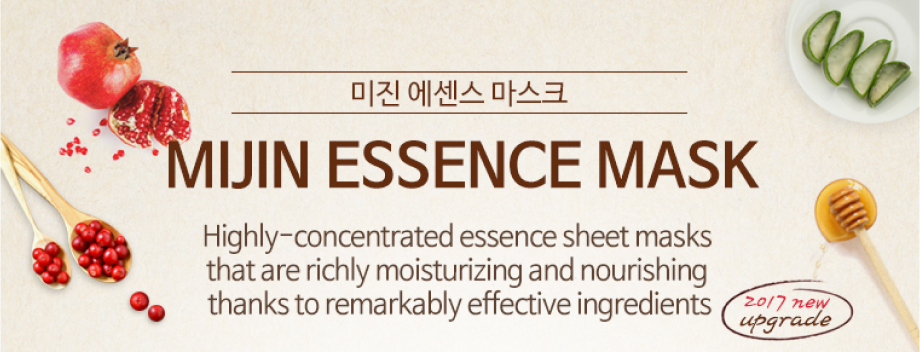 미진 에센스 마스크
MIJIN ESSENCE MASK
Highly-concentrated essence sheet masks
that are richly moisturizing and nourishing
thanks to remarkably effective ingredients
2017 new
upgrade